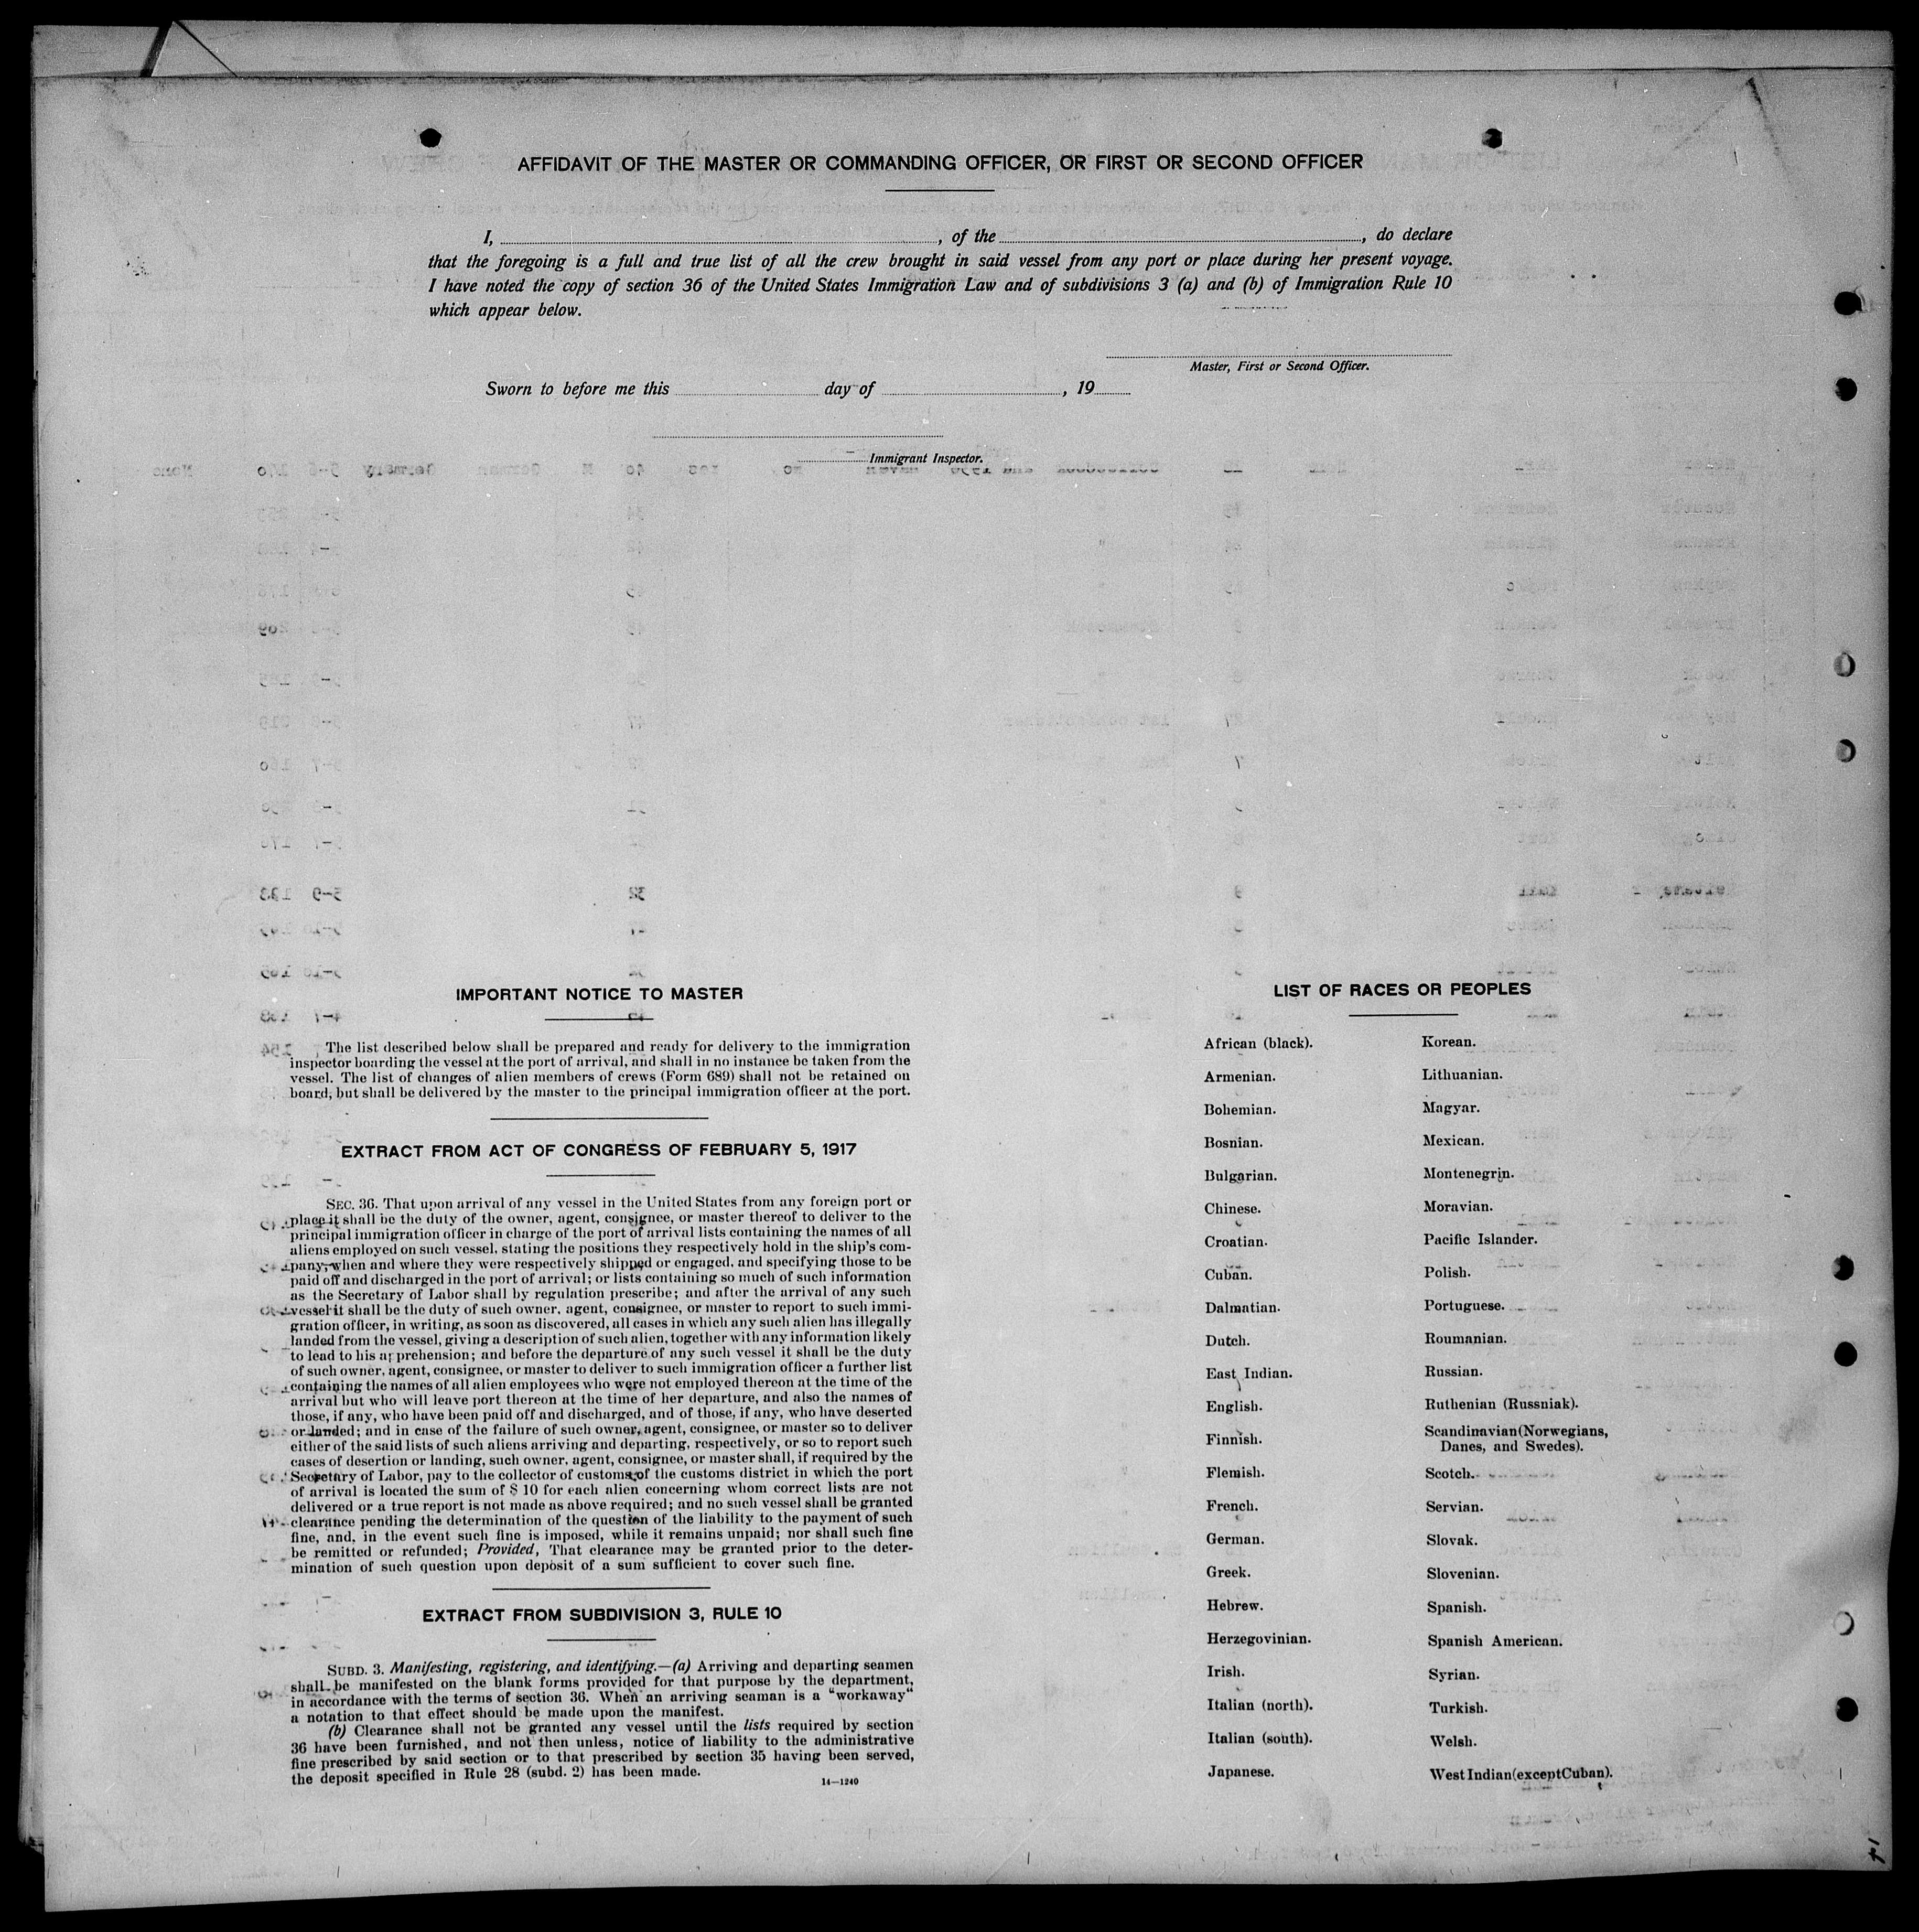 AFFIDAVIT OF THE MASTER OR COMMANDING OFFICER, OR FIRST OR SECOND OFFICER
I, , of the , do declare
that the foregoing is a full and true list of all the crew brought in said vessel from any port or place during her present voyage.
I have noted the copy of section 36 of the United States Immigration Law and of subdivisions 3 (a) and (b) of Immigration Rule 10
which appear below.
Master, First or Second Officer.
Sworn to before me this day of , 19
Immigrant Inspector.
IMPORTANT NOTICE TO MASTER
The list described below shall be prepared and ready for delivery to the immigration
inspector boarding the vessel at the port of arrival, and shall in no instance be taken from the
vessel. The list of changes of alien members of crews (Form 689) shall not be retained on
board, but shall be delivered by the master to the principal immigration officer at the port.
EXTRACT FROM ACT OF CONGRESS OF FEBRUARY 5, 1917
SEC. 36. That upon arrival of any vessel in the United States from any foreign port or
place it shall be the duty of the owner, agent, consignee, or master thereof to deliver to the
principal immigration officer in charge of the port of arrival lists containing the names of all
aliens employed on such vessel, stating the positions they respectively hold in the ship's com-
pany, when and where they were respectively shipped or engaged, and specifying those to be
paid off and discharged in the port of arrival; or lists containing so much of such information
as the Secretary of Labor shall by regulation prescribe; and after the arrival of any such
vessel it shall be the duty of such owner, agent, consignee, or master to report to such immi-
gration officer, in writing, as soon as discovered, all cases in which any such alien has illegally
landed from the vessel, giving a description of such alien, together with any information likely
to lead to his apprehension; and before the departure of any such vessel it shall be the duty
of such owner, agent, consignee, or master to deliver to such immigration officer a further list
containing the names of all alien employees who were not employed thereon at the time of the
arrival but who will leave port thereon at the time of her departure, and also the names of
those, if any, who have been paid off and discharged, and of those, if any, who have deserted
or landed; and in case of the failure of such owner, agent, consignee, or master so to deliver
either of the said lists of such aliens arriving and departing, respectively, or so to report such
cases of desertion or landing, such owner, agent, consignee, or master shall, if required by the
Secretary of Labor, pay to the collector of customs of the customs district in which the port
of arrival is located the sum of $ 10 for each alien concerning whom correct lists are not
delivered or a true report is not made as above required; and no such vessel shall be granted
clearance pending the determination of the question of the liability to the payment of such
fine, and, in the event such fine is imposed, while it remains unpaid; nor shall such fine
be remitted or refunded; Provided, That clearance may be granted prior to the deter-
mination of such question upon deposit of a sum sufficient to cover such fine.
EXTRACT FROM SUBDIVISION 3, RULE 10
SUBD. 3. Manifesting, registering, and identifying.—(a) Arriving and departing seamen
shall be manifested on the blank forms provided for that purpose by the department,
in accordance with the terms of section 36. When an arriving seaman is a "workaway"
a notation to that effect should be made upon the manifest.
(b) Clearance shall not be granted any vessel until the lists required by section
36 have been furnished, and not then unless, notice of liability to the administrative
fine prescribed by said section or to that prescribed by section 35 having been served,
the deposit specified in Rule 28 (subd. 2) has been made.
14—1240
LIST OF RACES OR PEOPLES
African (black).
Armenian.
Bohemian.
Bosnian.
Bulgarian.
Chinese.
Croatian.
Cuban.
Dalmatian.
Dutch.
East Indian.
English.
Finnish.
Flemish.
French.
German.
Greek.
Hebrew.
Herzegovinian.
Irish.
Italian (north).
Italian (south).
Japanese.
Korean.
Lithuanian.
Magyar.
Mexican.
Montenegrin.
Moravian.
Pacific Islander.
Polish.
Portuguese.
Roumanian.
Russian.
Ruthenian (Russniak).
Scandinavian (Norwegians,
Danes, and Swedes).
Scotch.
Servian.
Slovak.
Slovenian.
Spanish.
Spanish American.
Syrian.
Turkish.
Welsh.
West Indian (except Cuban).